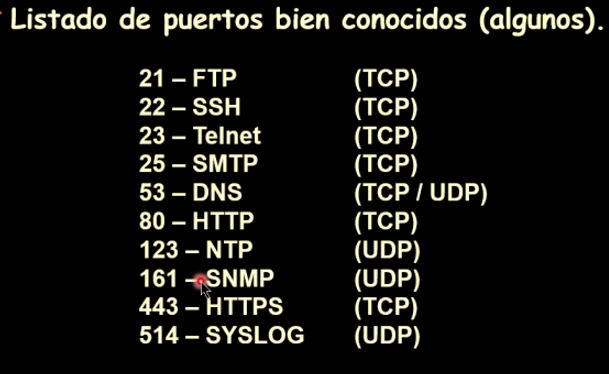 Listado de puertos bien conocidos (algunos).
21 – FTP (TCP)
22 – SSH (TCP)
23 – Telnet (TCP)
25 – SMTP (TCP)
53 – DNS (TCP / UDP)
80 – HTTP (TCP)
123 – NTP (UDP)
161 – SNMP (UDP)
443 – HTTPS (TCP)
514 – SYSLOG (UDP)